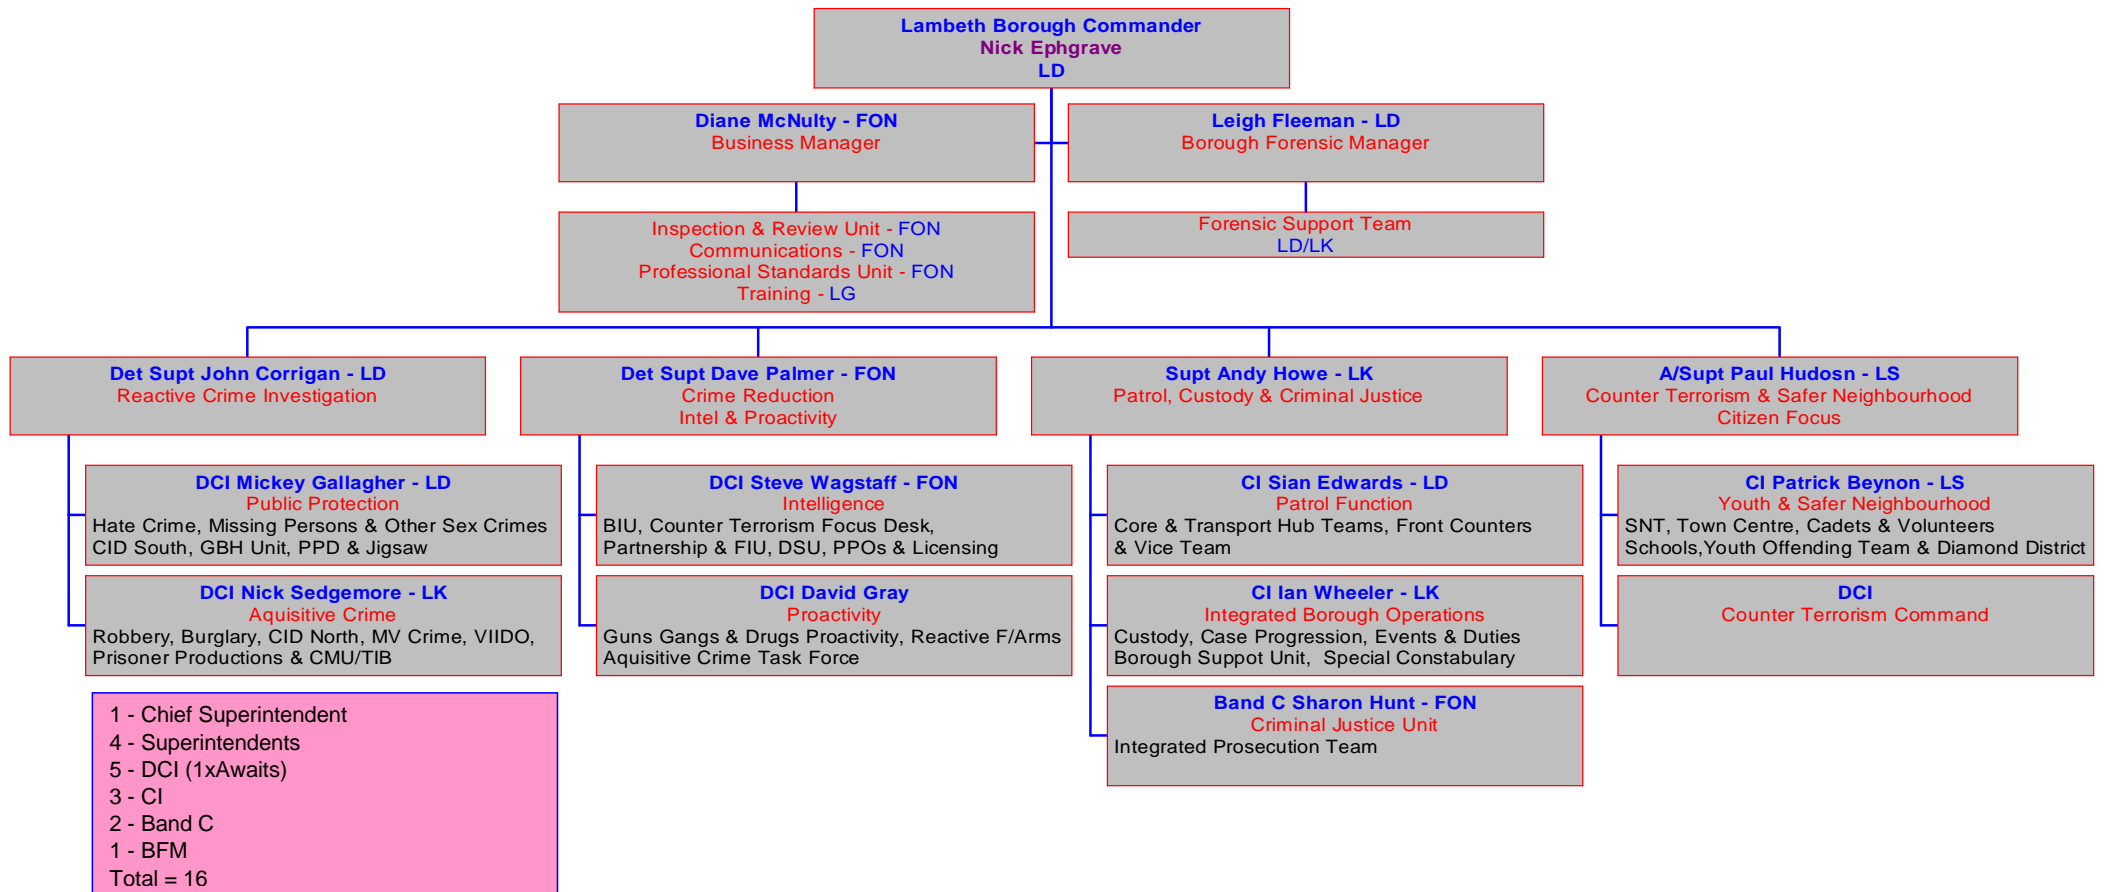 Lambeth Borough Commander
Nick Ephgrave
LD
Diane McNulty - FON
Business Manager
Leigh Fleeman - LD
Borough Forensic Manager
Inspection & Review Unit - FON
Communications - FON
Professional Standards Unit - FON
Training - LG
Forensic Support Team
LD/LK
Det Supt John Corrigan - LD
Reactive Crime Investigation
Det Supt Dave Palmer - FON
Crime Reduction
Intel & Proactivity
Supt Andy Howe - LK
Patrol, Custody & Criminal Justice
A/Supt Paul Hudosn - LS
Counter Terrorism & Safer Neighbourhood
Citizen Focus
DCI Mickey Gallagher - LD
Public Protection
Hate Crime, Missing Persons & Other Sex Crimes
CID South, GBH Unit, PPD & Jigsaw
DCI Steve Wagstaff - FON
Intelligence
BIU, Counter Terrorism Focus Desk,
Partnership & FIU, DSU, PPOs & Licensing
CI Sian Edwards - LD
Patrol Function
Core & Transport Hub Teams, Front Counters
& Vice Team
CI Patrick Beynon - LS
Youth & Safer Neighbourhood
SNT, Town Centre, Cadets & Volunteers
Schools,Youth Offending Team & Diamond District
DCI Nick Sedgemore - LK
Aquisitive Crime
Robbery, Burglary, CID North, MV Crime, VIIDO,
Prisoner Productions & CMU/TIB
DCI David Gray
Proactivity
Guns Gangs & Drugs Proactivity, Reactive F/Arms
Aquisitive Crime Task Force
CI Ian Wheeler - LK
Integrated Borough Operations
Custody, Case Progression, Events & Duties
Borough Suppot Unit,  Special Constabulary
DCI
Counter Terrorism Command
Band C Sharon Hunt - FON
Criminal Justice Unit
Integrated Prosecution Team
1 - Chief Superintendent
4 - Superintendents
5 - DCI (1xAwaits)
3 - CI
2 - Band C
1 - BFM
Total = 16